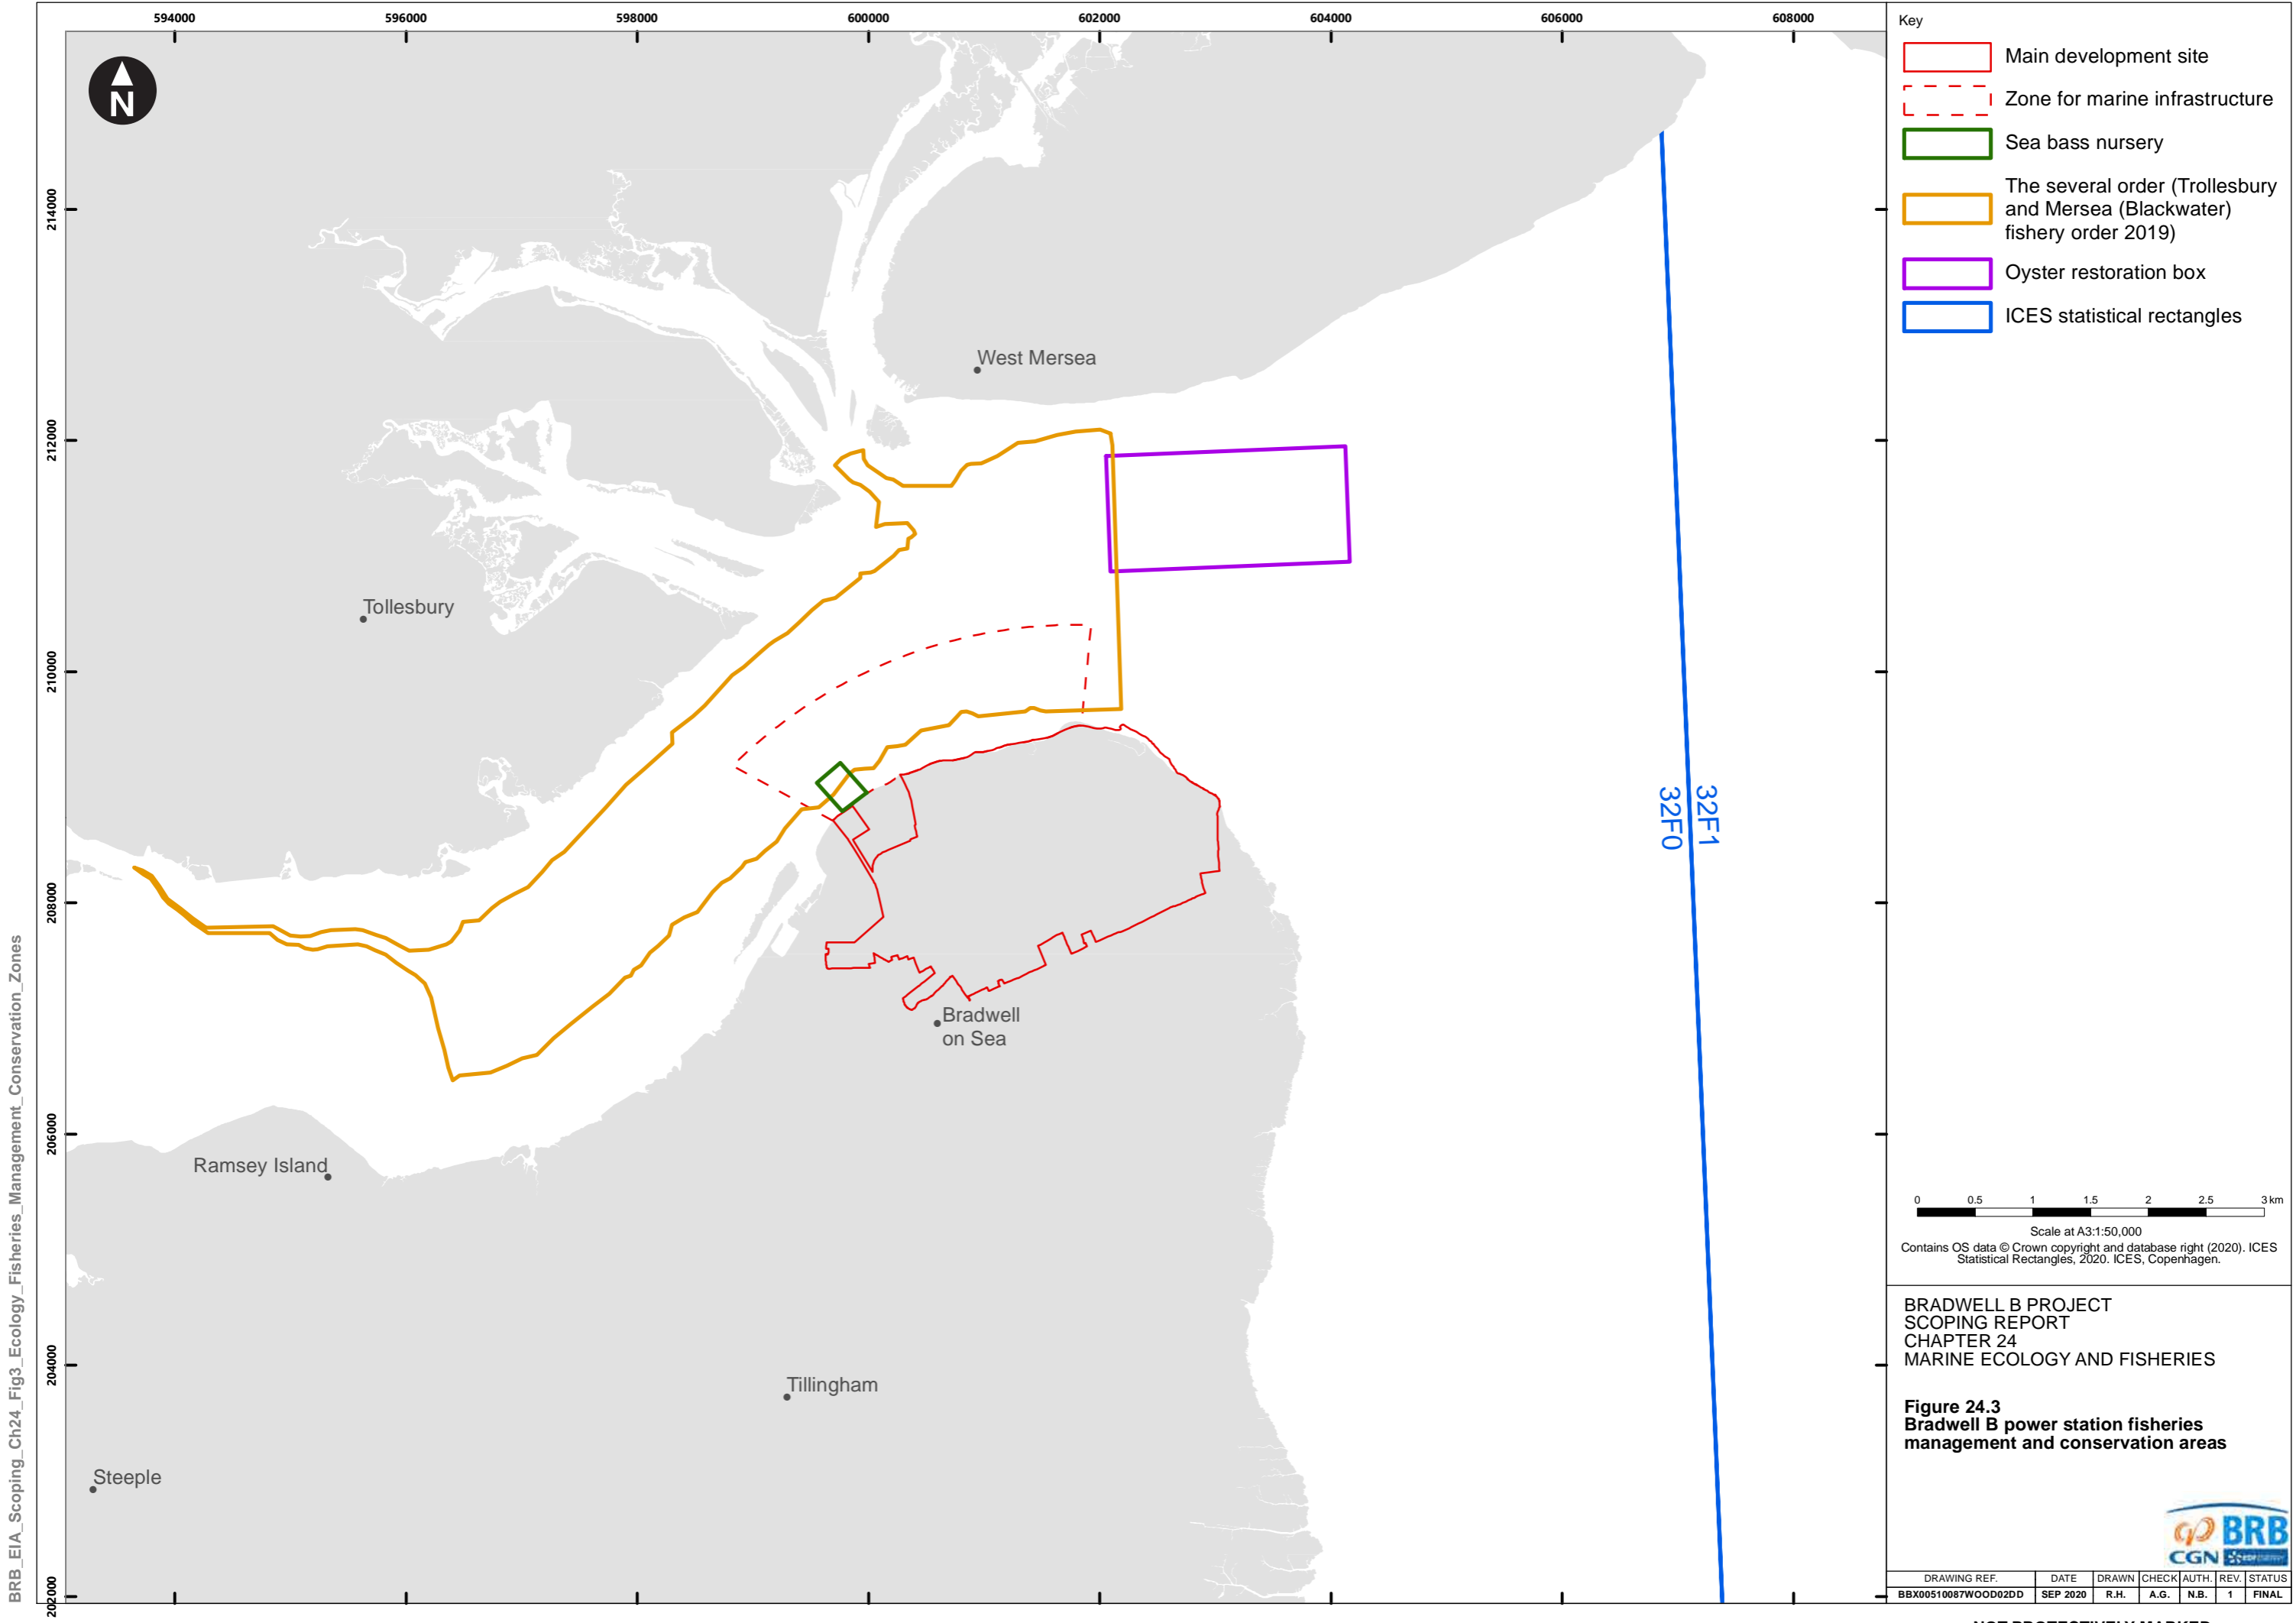 594000 596000 598000 600000 602000 604000 606000 608000
214000
212000
210000
208000
206000
204000
202000
N
West Mersea
Tollesbury
Bradwell
on Sea
Ramsey Island
Tillingham
Steeple
32F0
32F1
BRB_EIA_Scoping_Ch24_Fig3_Ecology_Fisheries_Management_Conservation_Zones
Key
Main development site
Zone for marine infrastructure
Sea bass nursery
The several order (Trollesbury
and Mersea (Blackwater)
fishery order 2019)
Oyster restoration box
ICES statistical rectangles
0 0.5 1 1.5 2 2.5 3 km
Scale at A3:1:50,000
Contains OS data © Crown copyright and database right (2020). ICES
Statistical Rectangles, 2020. ICES, Copenhagen.
BRADWELL B PROJECT
SCOPING REPORT
CHAPTER 24
MARINE ECOLOGY AND FISHERIES
Figure 24.3
Bradwell B power station fisheries
management and conservation areas
BRB
CGN
DRAWING REF. DATE DRAWN CHECK AUTH. REV. STATUS
BBX00510087WOOD02DD SEP 2020 R.H. A.G. N.B. 1 FINAL
NOT PROTECTIVELY MARKED